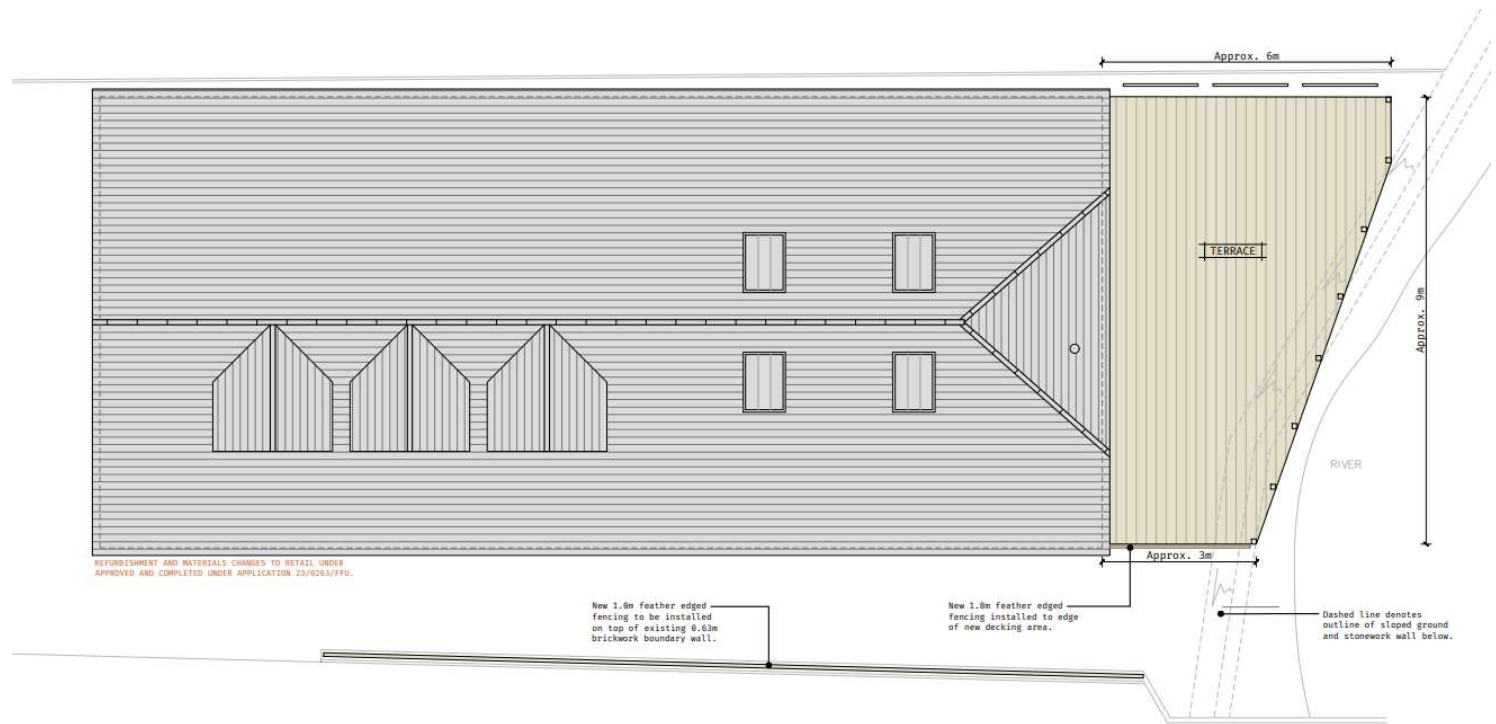 Approx. 6m
TERRACE
Approx. 9m
RIVER
Approx. 3m
REFURBISHMENT AND MATERIALS CHANGES TO RETAIL UNDER
APPROVED AND COMPLETED UNDER APPLICATION 23/0263/FFU.
New 1.0m feather edged
fencing to be installed
on top of existing 0.63m
brickwork boundary wall.
New 1.8m feather edged
fencing installed to edge
of new decking area.
Dashed line denotes
outline of sloped ground
and stonework wall below.